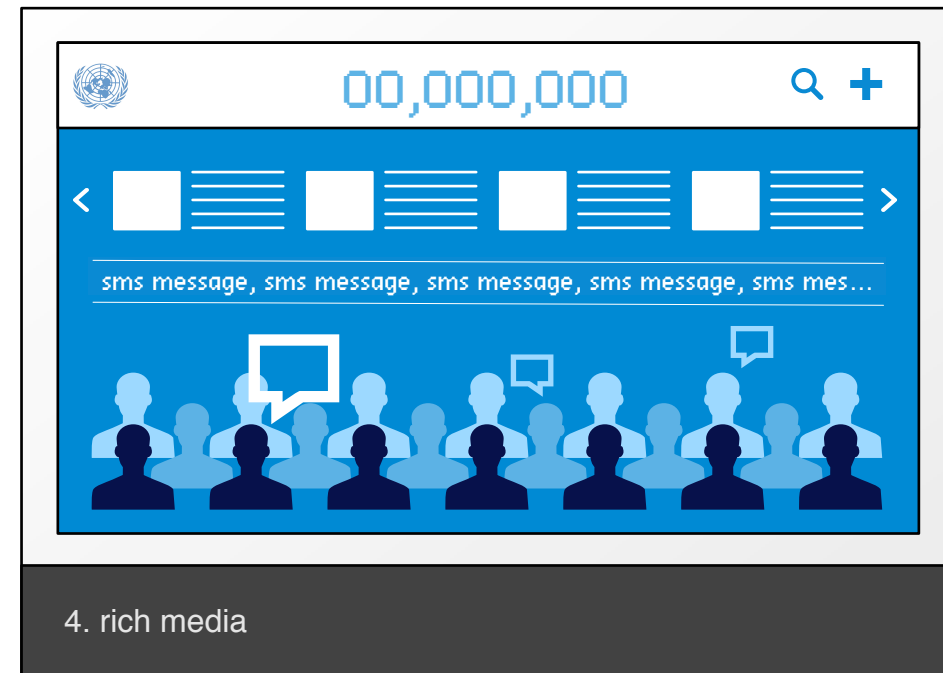 00,000,000
sms message, sms message, sms message, sms message, sms mes...
4. rich media